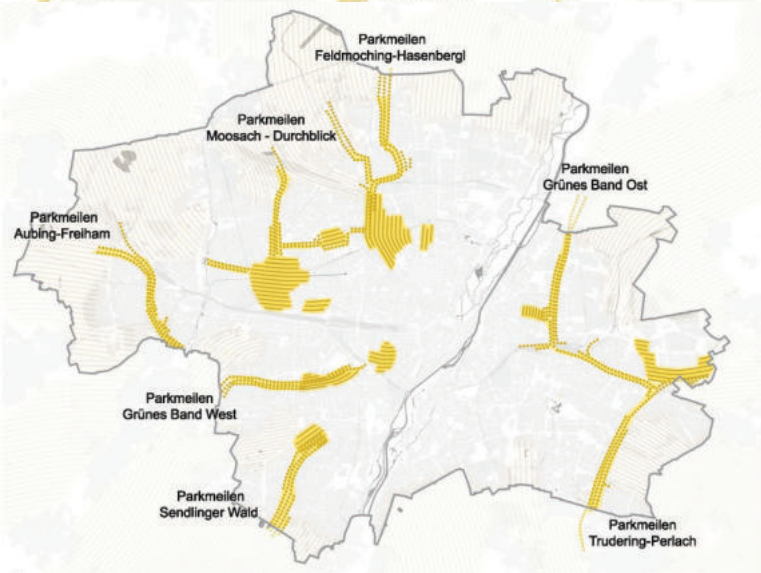 Parkmeilen
Feldmoching-Hasenbergl
Parkmeilen
Moosach - Durchblick
Parkmeilen
Grünes Band Ost
Parkmeilen
Aubing-Freiham
Parkmeilen
Grünes Band West
Parkmeilen
Sendlinger Wald
Parkmeilen
Trudering-Perlach